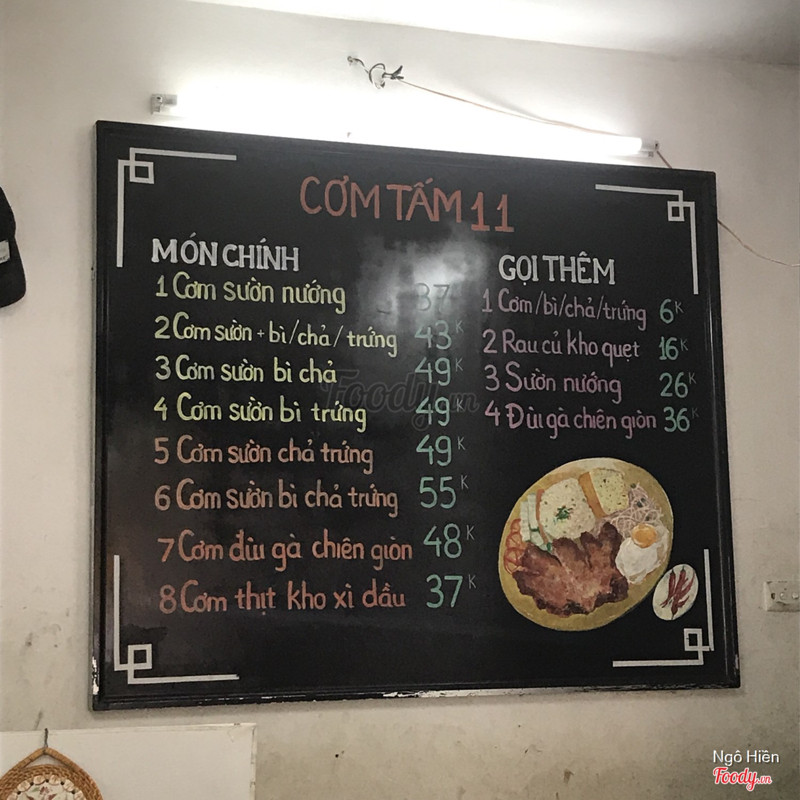 CƠM TẤM 11
MÓN CHÍNH
1 Cơm sườn nướng 37
2 Cơm sườn + bì/chả/trứng 43K
3 Cơm sườn bì chả 49K
4 Cơm sườn bì trứng 49K
5 Cơm sườn chả trứng 49K
6 Cơm sườn bì chả trứng 55K
7 Cơm đùi gà chiên giòn 48K
8 Cơm thịt kho xì dầu 37K
GỌI THÊM
1 Cơm/bì/chả/trứng 6K
2 Rau củ kho quẹt 16K
3 Sườn nướng 26K
4 Đùi gà chiên giòn 36K
Foody.vn
Ngô Hiền
Foody.vn